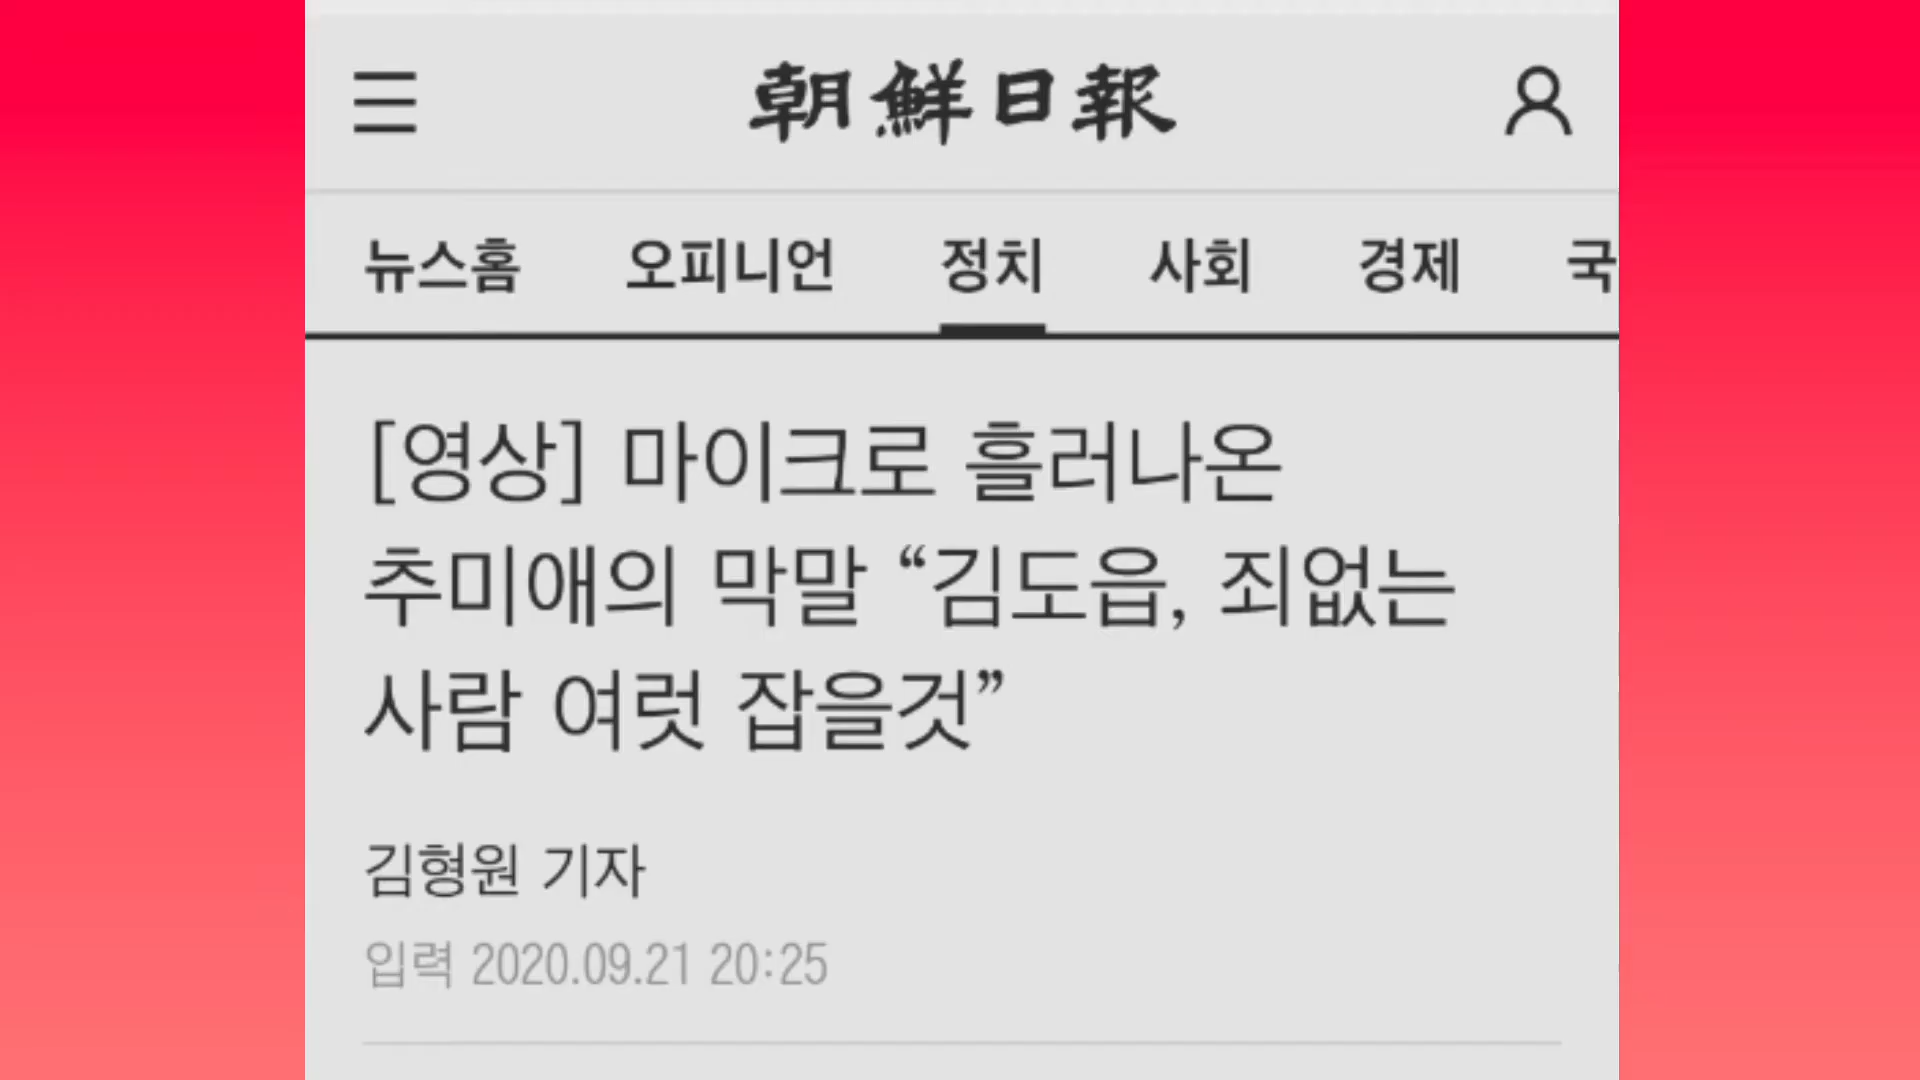 朝鮮日報
뉴스홈 오피니언 정치 사회 경제 국
[영상] 마이크로 흘러나온
추미애의 막말 “김도읍, 죄없는
사람 여럿 잡을것”
김형원 기자
입력 2020.09.21 20:25